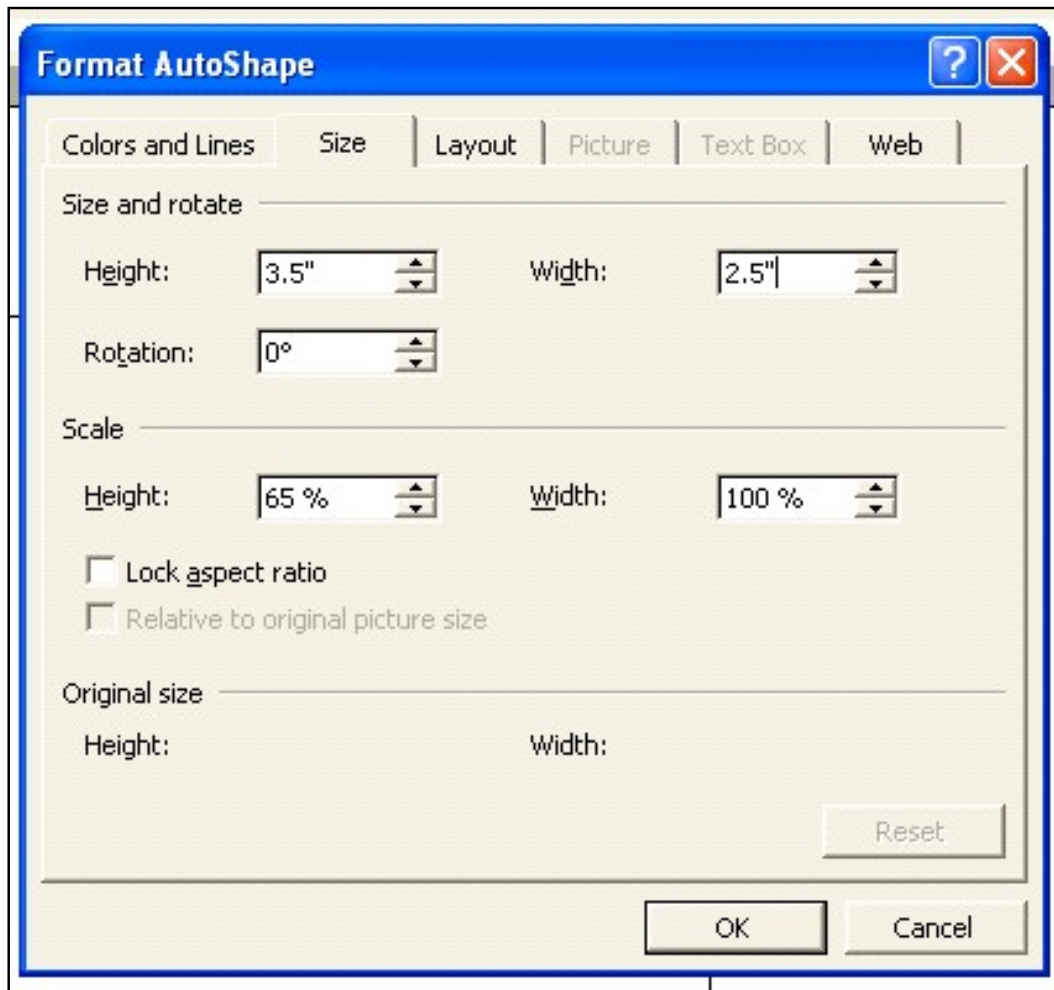 Format AutoShape
?
Colors and Lines Size Layout Picture Text Box Web
Size and rotate
Height: 3.5" Width: 2.5"
Rotation: 0°
Scale
Height: 65 % Width: 100 %
Lock aspect ratio
Relative to original picture size
Original size
Height: Width:
Reset
OK Cancel